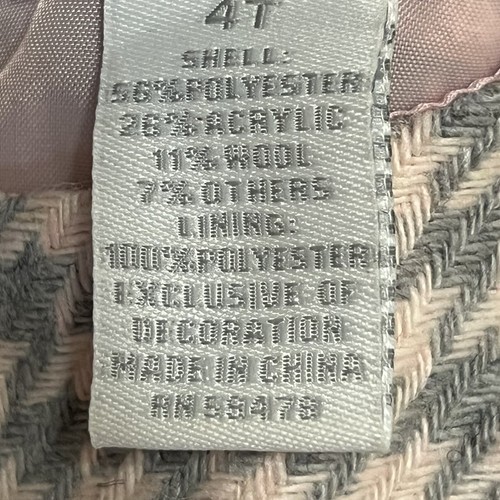 4T
SHELL:
56%POLYESTER
26%ACRYLIC
11%WOOL
7%OTHERS
LINING:
100%POLYESTER
EXCLUSIVE OF
DECORATION
MADE IN CHINA